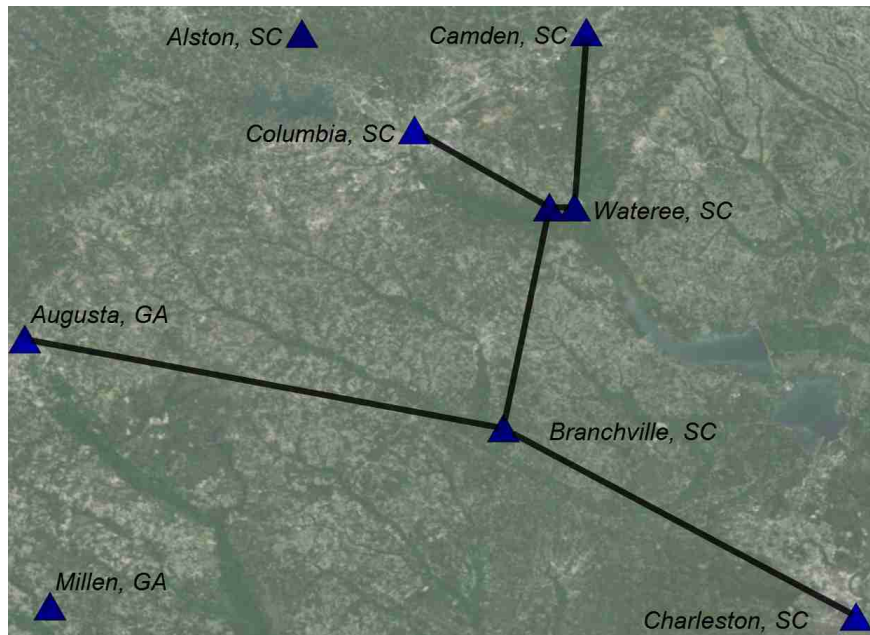 Alston, SC
Camden, SC
Columbia, SC
Wateree, SC
Augusta, GA
Branchville, SC
Millen, GA
Charleston, SC